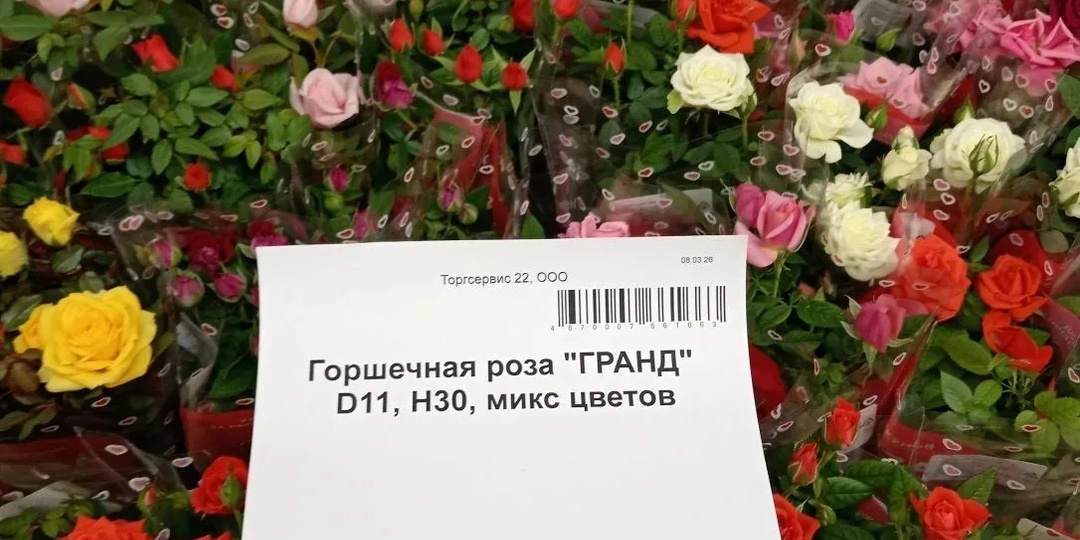 08.03.26
Торгсервис 22, ООО
Горшечная роза "ГРАНД"
D11, H30, микс цветов